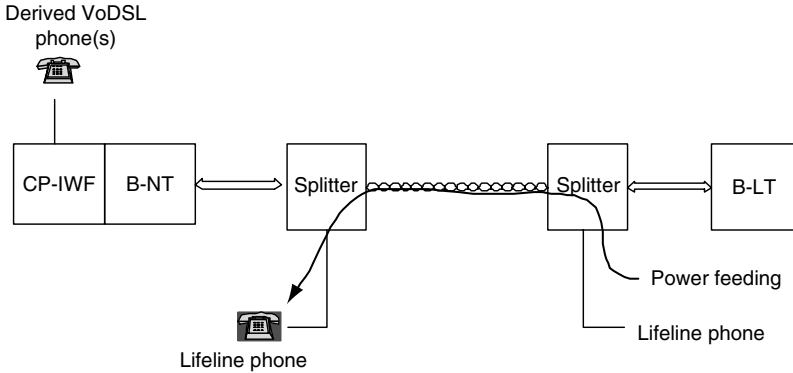 Derived VoDSL
phone(s)
CP-IWF
B-NT
Splitter
Splitter
B-LT
Power feeding
Lifeline phone
Lifeline phone